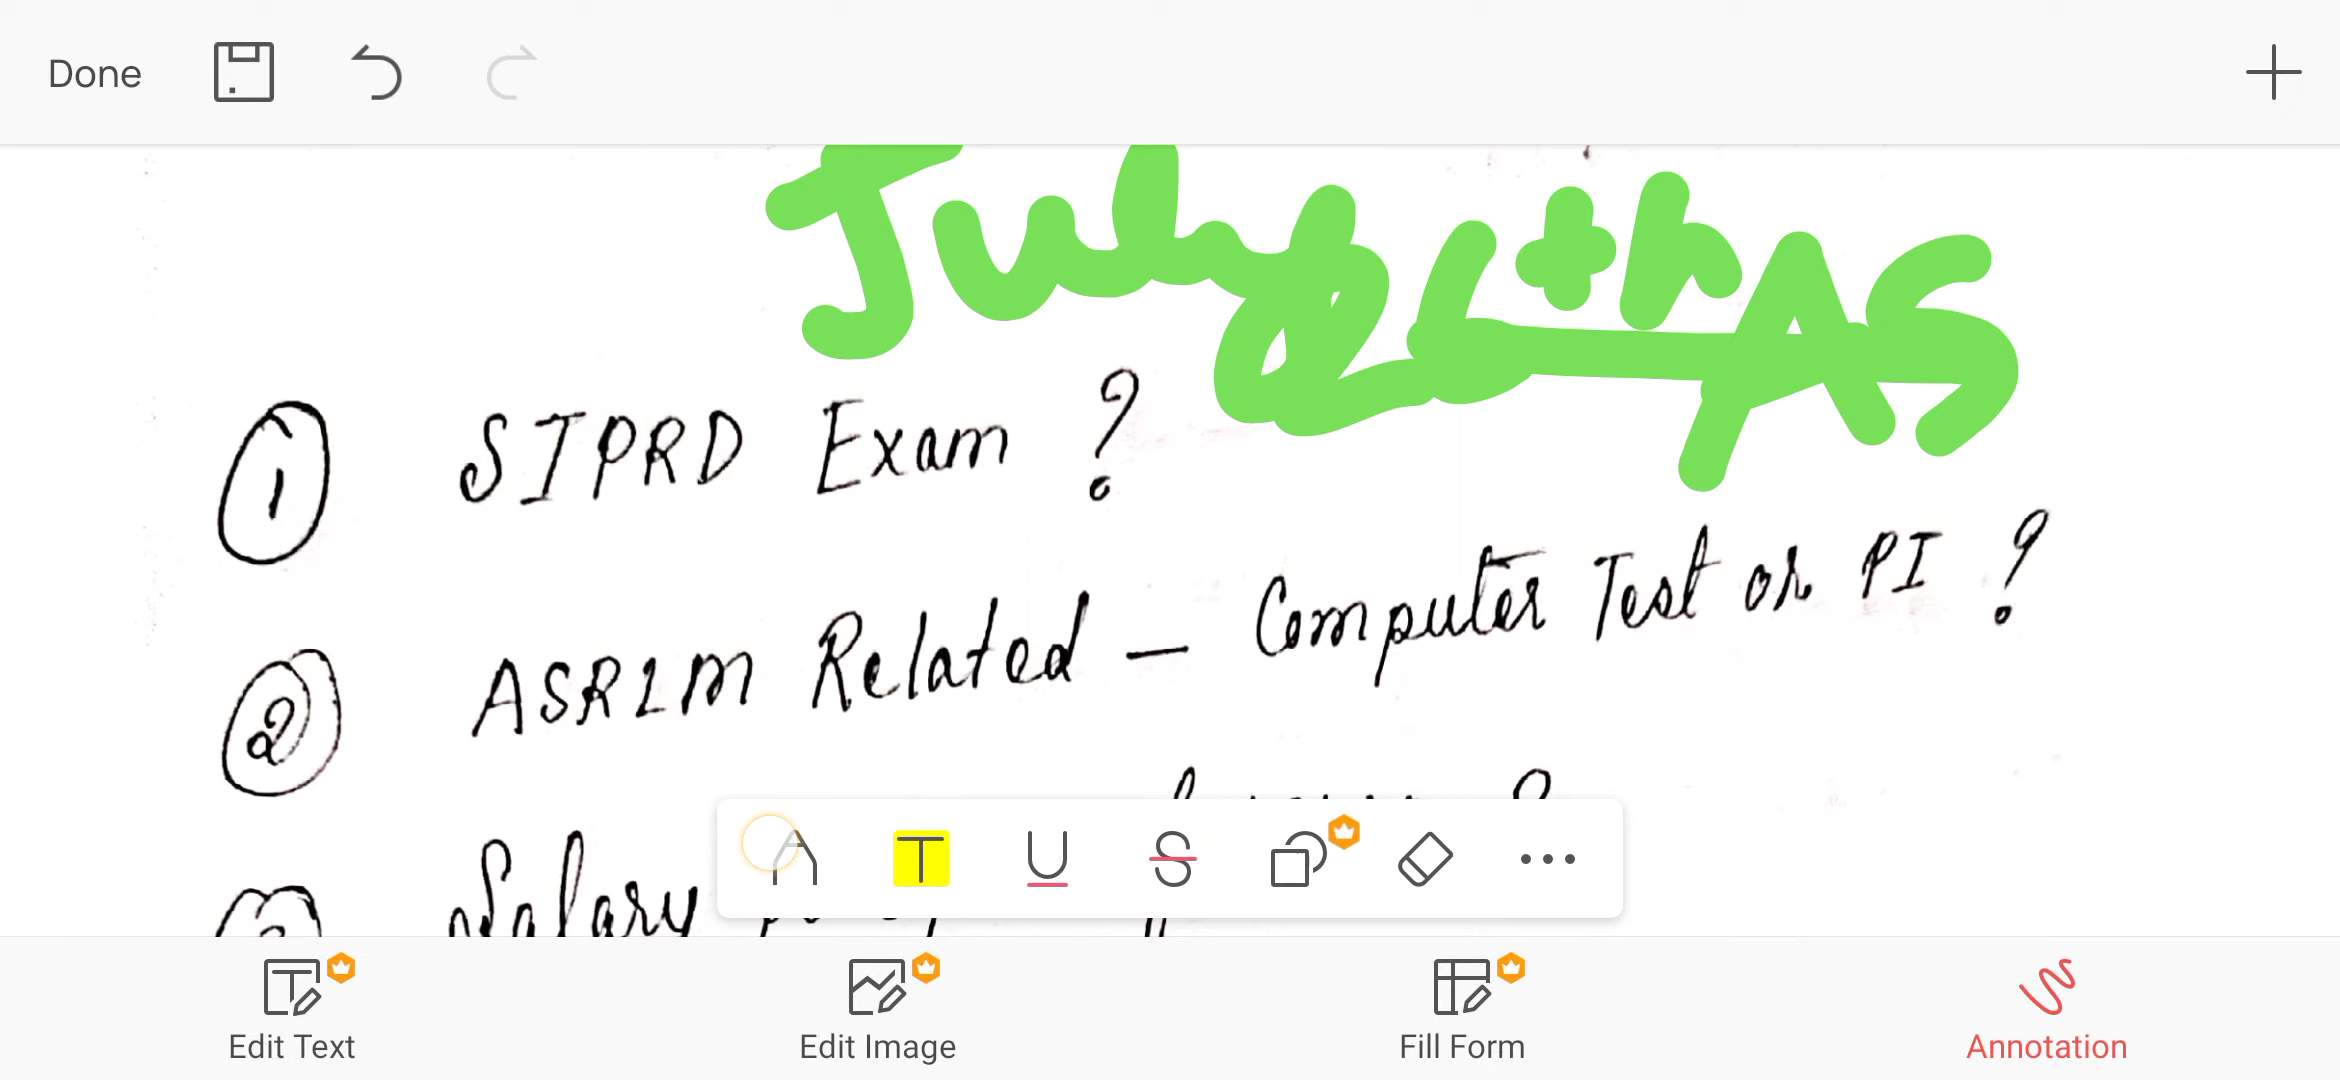 Done
July 26th AS
1 SIPRD Exam ?
2 ASRLM Related – Computer Test or PI ?
Salary
T U S
Edit Text Edit Image Fill Form Annotation